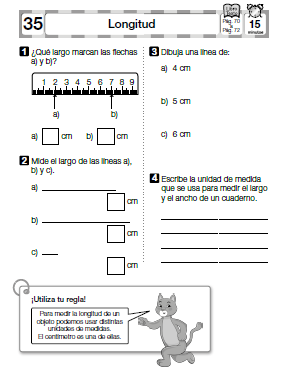 35
Longitud
Pág. 70
a
Pág. 72
15
minutos
1 ¿Qué largo marcan las flechas
a) y b)?
1 2 3 4 5 6 7 8 9
a)
b)
a) cm b) cm
2 Mide el largo de las líneas a),
b) y c).
a)
cm
b)
cm
c)
cm
3 Dibuja una línea de:
a) 4 cm
b) 5 cm
c) 6 cm
4 Escribe la unidad de medida
que se usa para medir el largo
y el ancho de un cuaderno.
¡Utiliza tu regla!
Para medir la longitud de un
objeto podemos usar distintas
unidades de medidas.
El centímetro es una de ellas.